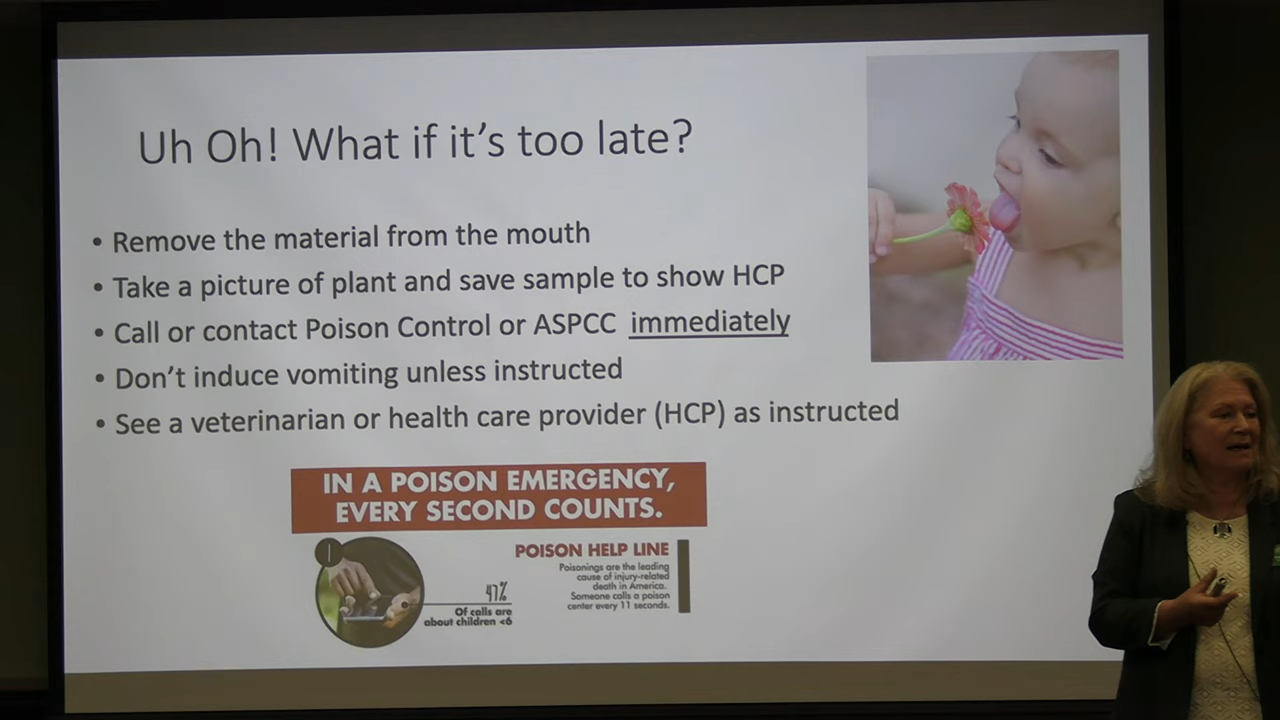 Uh Oh! What if it's too late?
• Remove the material from the mouth
• Take a picture of plant and save sample to show HCP
• Call or contact Poison Control or ASPCC immediately
• Don't induce vomiting unless instructed
• See a veterinarian or health care provider (HCP) as instructed
IN A POISON EMERGENCY,
EVERY SECOND COUNTS.
1
47%
Of calls are
about children <6
POISON HELP LINE
Poisonings are the leading
cause of injury-related
death in America.
Someone calls a poison
center every 11 seconds.